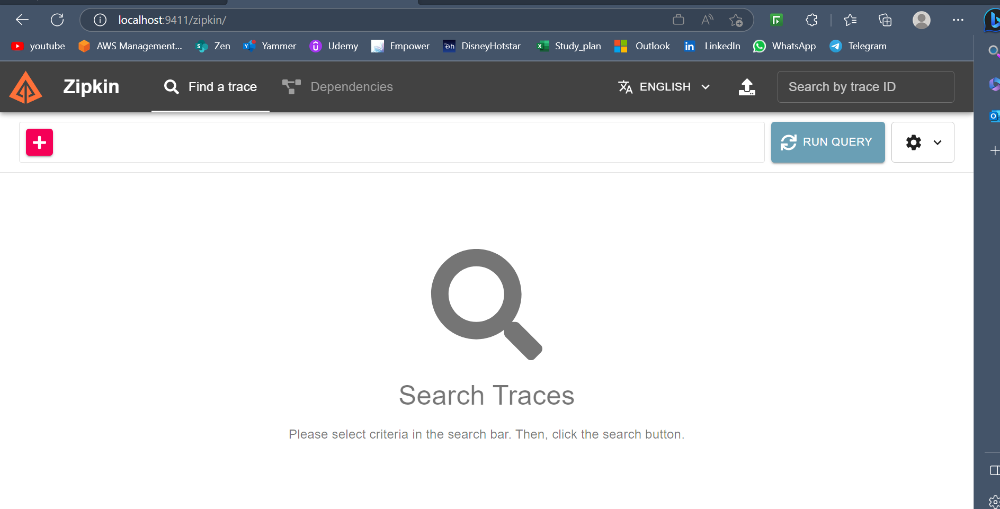 localhost:9411/zipkin/
youtube AWS Management... Zen Yammer Udemy Empower DisneyHotstar Study_plan Outlook LinkedIn WhatsApp Telegram
Zipkin Find a trace Dependencies ENGLISH Search by trace ID
RUN QUERY
Search Traces
Please select criteria in the search bar. Then, click the search button.